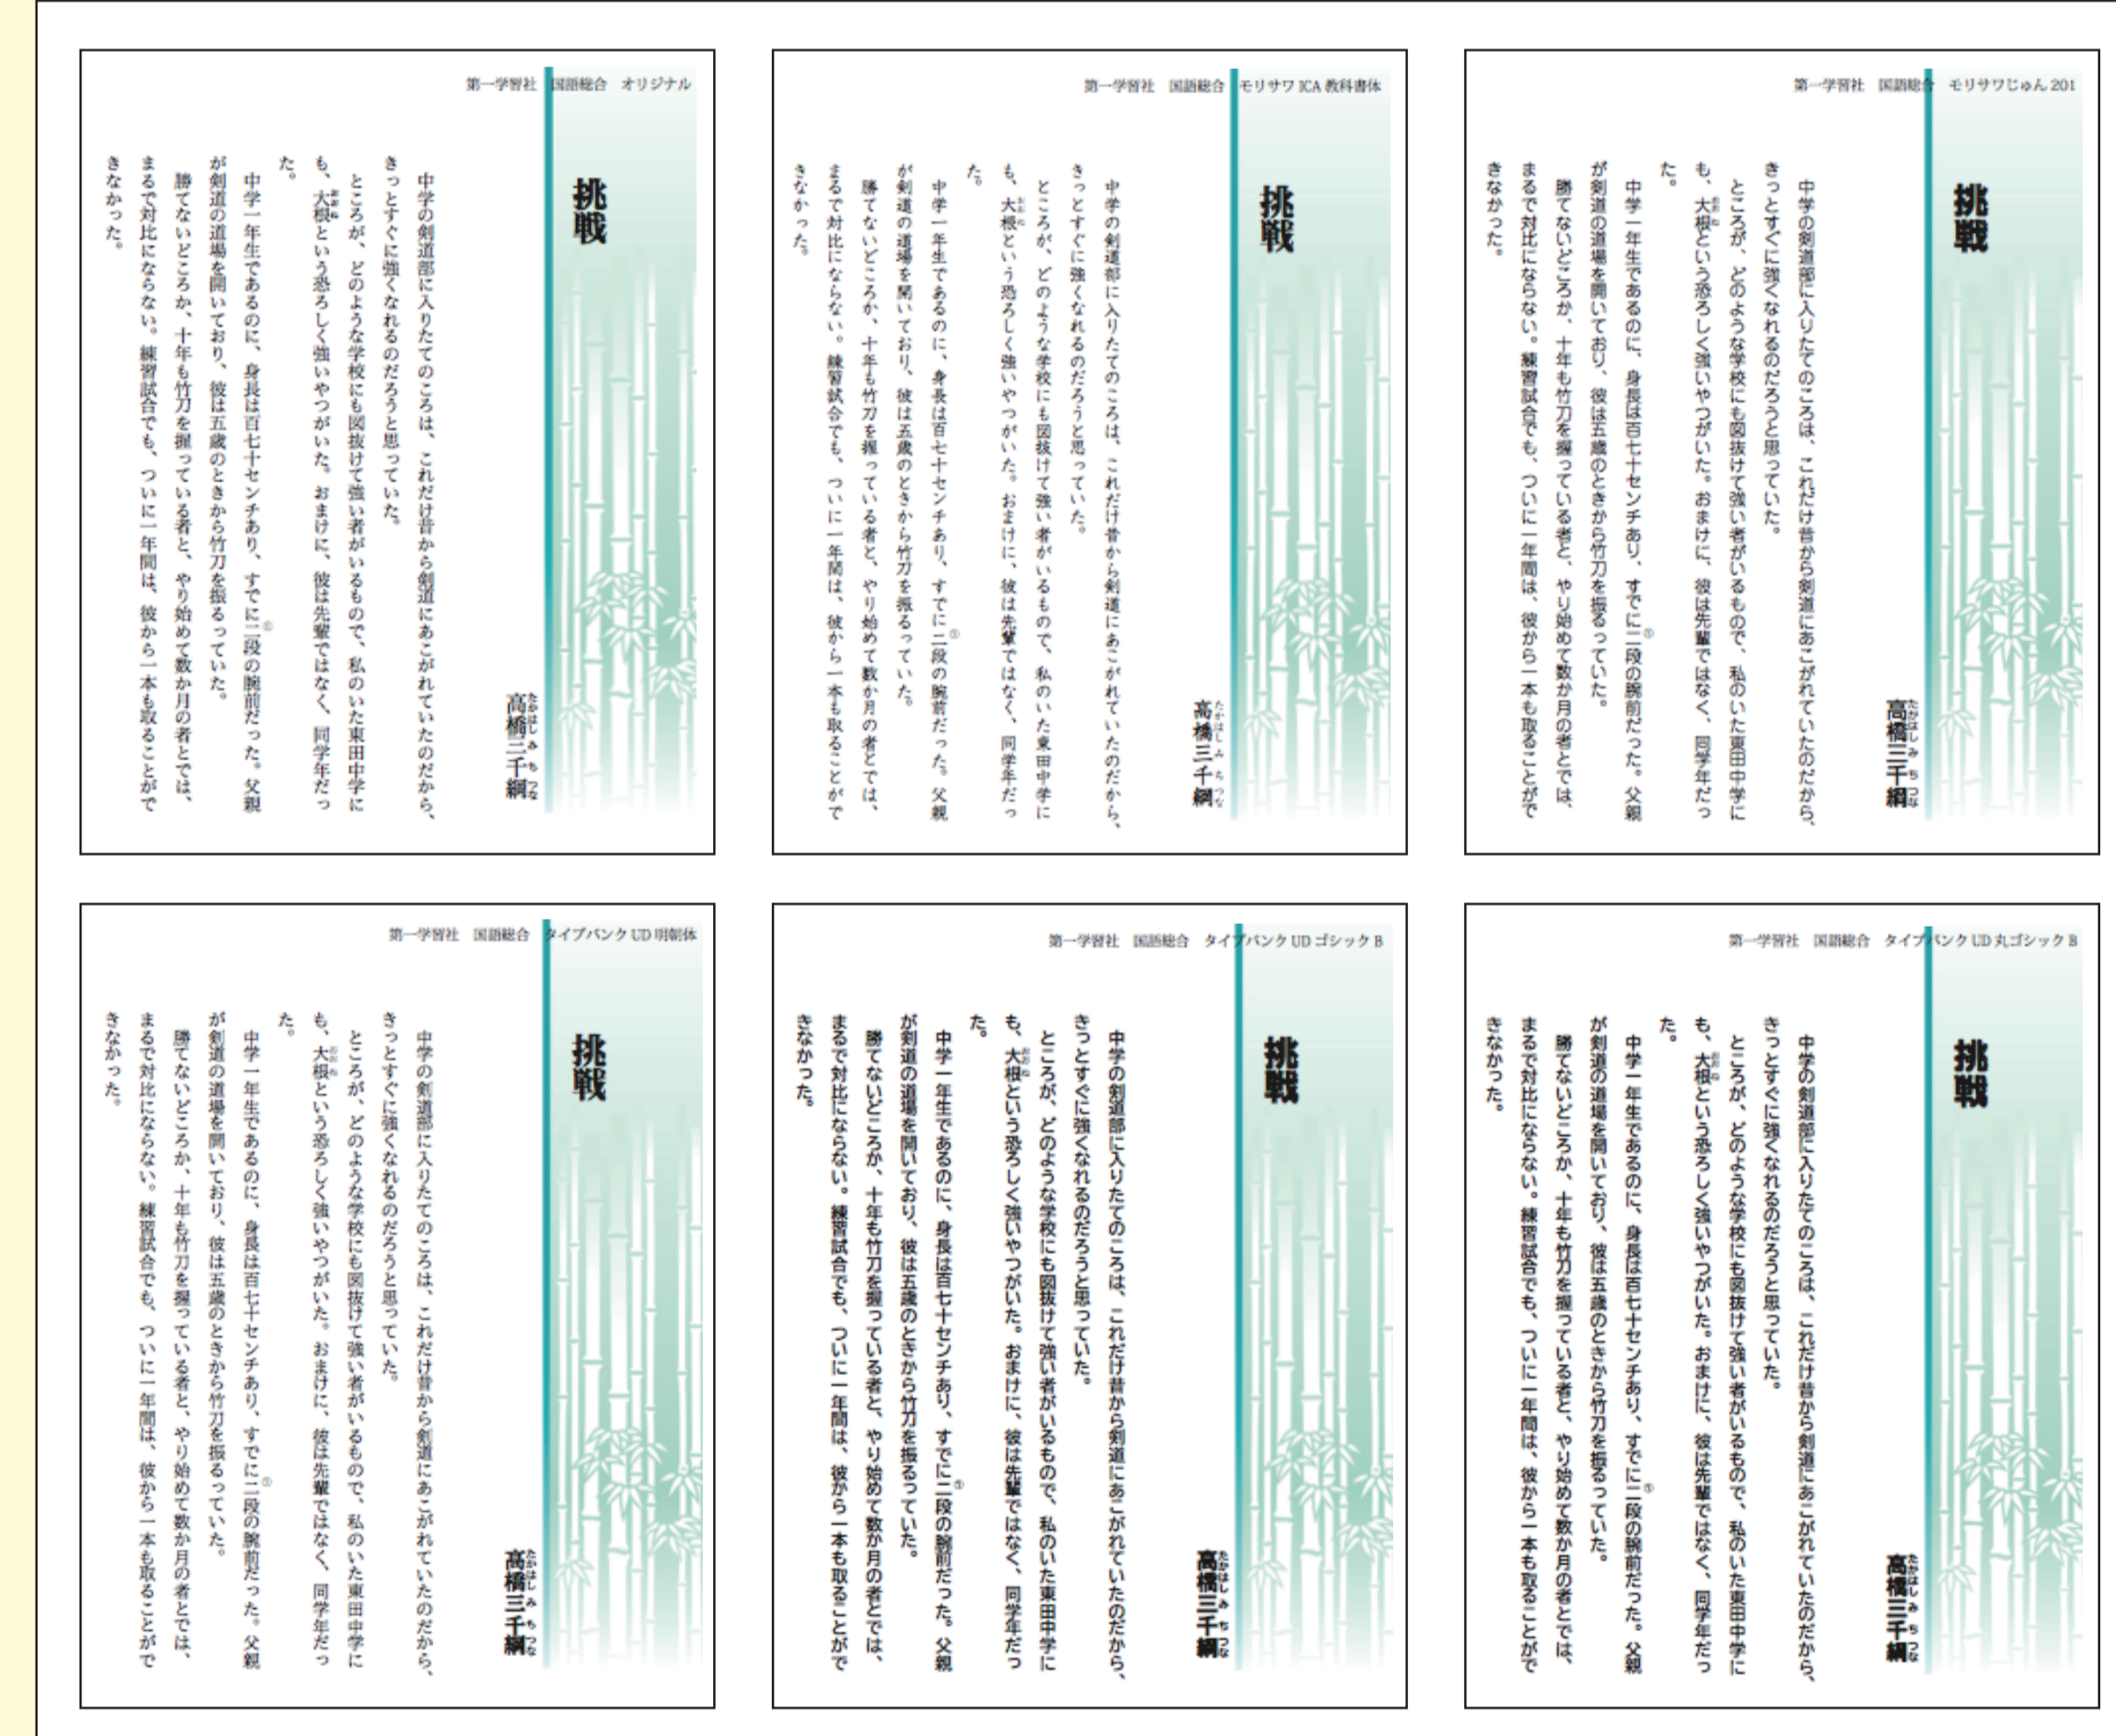 第一学習社　国語総合　オリジナル
挑戦
高橋三千綱
たかはし み ち つな
中学の剣道部に入りたてのころは、これだけ昔から剣道にあこがれていたのだから、
きっとすぐに強くなれるのだろうと思っていた。
ところが、どのような学校にも図抜けて強い者がいるもので、私のいた東田中学に
も、大根という恐ろしく強いやつがいた。おまけに、彼は先輩ではなく、同学年だっ
おお ね
た。
中学一年生であるのに、身長は百七十センチあり、すでに二段の腕前だった。父親
①
が剣道の道場を開いており、彼は五歳のときから竹刀を振るっていた。
勝てないどころか、十年も竹刀を握っている者と、やり始めて数か月の者とでは、
まるで対比にならない。練習試合でも、ついに一年間は、彼から一本も取ることがで
きなかった。
第一学習社　国語総合　モリサワ ICA 教科書体
挑戦
高橋三千綱
たかはし み ち つな
中学の剣道部に入りたてのころは、これだけ昔から剣道にあこがれていたのだから、
きっとすぐに強くなれるのだろうと思っていた。
ところが、どのような学校にも図抜けて強い者がいるもので、私のいた東田中学に
も、大根という恐ろしく強いやつがいた。おまけに、彼は先輩ではなく、同学年だっ
おお ね
た。
中学一年生であるのに、身長は百七十センチあり、すでに二段の腕前だった。父親
①
が剣道の道場を開いており、彼は五歳のときから竹刀を振るっていた。
勝てないどころか、十年も竹刀を握っている者と、やり始めて数か月の者とでは、
まるで対比にならない。練習試合でも、ついに一年間は、彼から一本も取ることがで
きなかった。
第一学習社　国語総合　モリサワじゅん 201
挑戦
高橋三千綱
たかはし み ち つな
中学の剣道部に入りたてのころは、これだけ昔から剣道にあこがれていたのだから、
きっとすぐに強くなれるのだろうと思っていた。
ところが、どのような学校にも図抜けて強い者がいるもので、私のいた東田中学に
も、大根という恐ろしく強いやつがいた。おまけに、彼は先輩ではなく、同学年だっ
おお ね
た。
中学一年生であるのに、身長は百七十センチあり、すでに二段の腕前だった。父親
①
が剣道の道場を開いており、彼は五歳のときから竹刀を振るっていた。
勝てないどころか、十年も竹刀を握っている者と、やり始めて数か月の者とでは、
まるで対比にならない。練習試合でも、ついに一年間は、彼から一本も取ることがで
きなかった。
第一学習社　国語総合　タイプバンク UD 明朝体
挑戦
高橋三千綱
たかはし み ち つな
中学の剣道部に入りたてのころは、これだけ昔から剣道にあこがれていたのだから、
きっとすぐに強くなれるのだろうと思っていた。
ところが、どのような学校にも図抜けて強い者がいるもので、私のいた東田中学に
も、大根という恐ろしく強いやつがいた。おまけに、彼は先輩ではなく、同学年だっ
おお ね
た。
中学一年生であるのに、身長は百七十センチあり、すでに二段の腕前だった。父親
①
が剣道の道場を開いており、彼は五歳のときから竹刀を振るっていた。
勝てないどころか、十年も竹刀を握っている者と、やり始めて数か月の者とでは、
まるで対比にならない。練習試合でも、ついに一年間は、彼から一本も取ることがで
きなかった。
第一学習社　国語総合　タイプバンク UD ゴシック B
挑戦
高橋三千綱
たかはし み ち つな
中学の剣道部に入りたてのころは、これだけ昔から剣道にあこがれていたのだから、
きっとすぐに強くなれるのだろうと思っていた。
ところが、どのような学校にも図抜けて強い者がいるもので、私のいた東田中学に
も、大根という恐ろしく強いやつがいた。おまけに、彼は先輩ではなく、同学年だっ
おお ね
た。
中学一年生であるのに、身長は百七十センチあり、すでに二段の腕前だった。父親
①
が剣道の道場を開いており、彼は五歳のときから竹刀を振るっていた。
勝てないどころか、十年も竹刀を握っている者と、やり始めて数か月の者とでは、
まるで対比にならない。練習試合でも、ついに一年間は、彼から一本も取ることがで
きなかった。
第一学習社　国語総合　タイプバンク UD 丸ゴシック B
挑戦
高橋三千綱
たかはし み ち つな
中学の剣道部に入りたてのころは、これだけ昔から剣道にあこがれていたのだから、
きっとすぐに強くなれるのだろうと思っていた。
ところが、どのような学校にも図抜けて強い者がいるもので、私のいた東田中学に
も、大根という恐ろしく強いやつがいた。おまけに、彼は先輩ではなく、同学年だっ
おお ね
た。
中学一年生であるのに、身長は百七十センチあり、すでに二段の腕前だった。父親
①
が剣道の道場を開いており、彼は五歳のときから竹刀を振るっていた。
勝てないどころか、十年も竹刀を握っている者と、やり始めて数か月の者とでは、
まるで対比にならない。練習試合でも、ついに一年間は、彼から一本も取ることがで
きなかった。